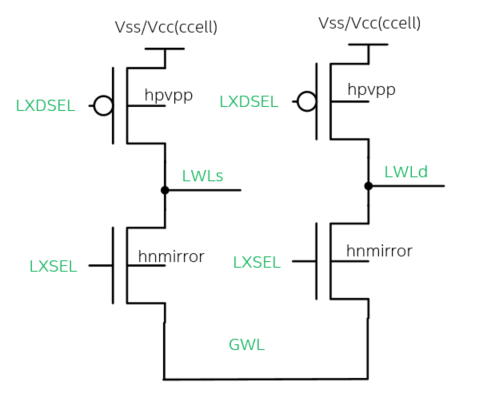 Vss/Vcc(ccell)
Vss/Vcc(ccell)
LXDSEL
hpvpp
LXDSEL
hpvpp
LWLs
LWLd
LXSEL
hnmirror
LXSEL
hnmirror
GWL